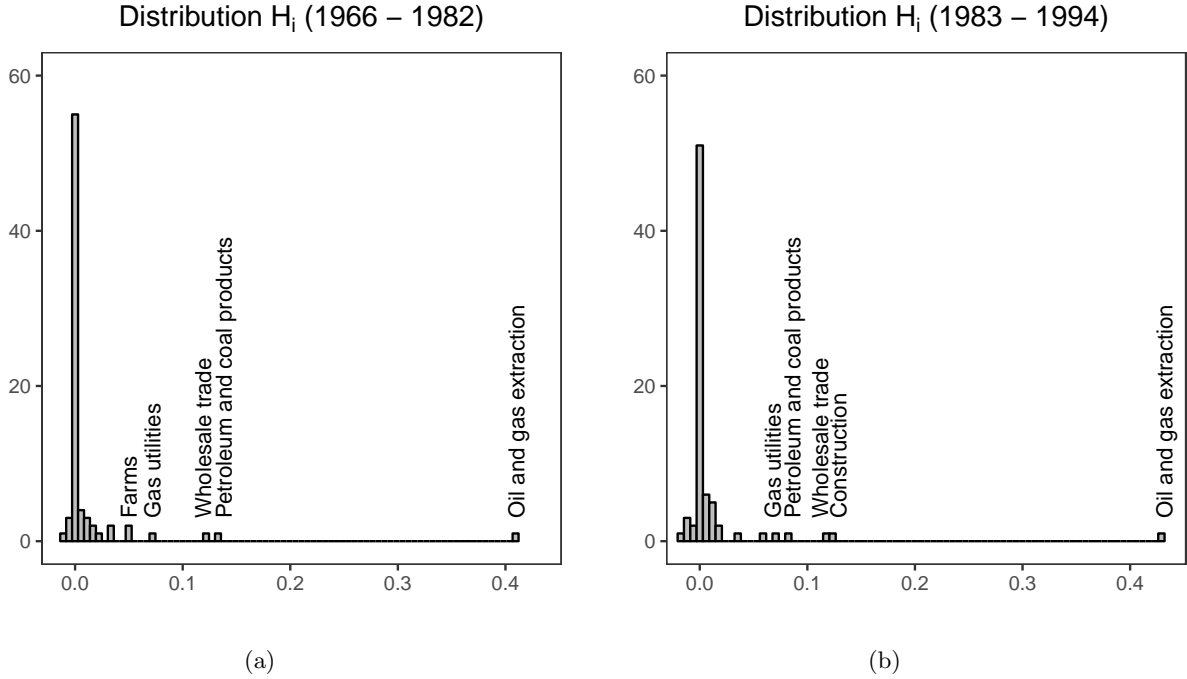 Distribution Hi (1966 − 1982)
60
40
20
0
Farms
Gas utilities
Wholesale trade
Petroleum and coal products
Oil and gas extraction
0.0 0.1 0.2 0.3 0.4
(a)
Distribution Hi (1983 − 1994)
60
40
20
0
Gas utilities
Petroleum and coal products
Wholesale trade
Construction
Oil and gas extraction
0.0 0.1 0.2 0.3 0.4
(b)